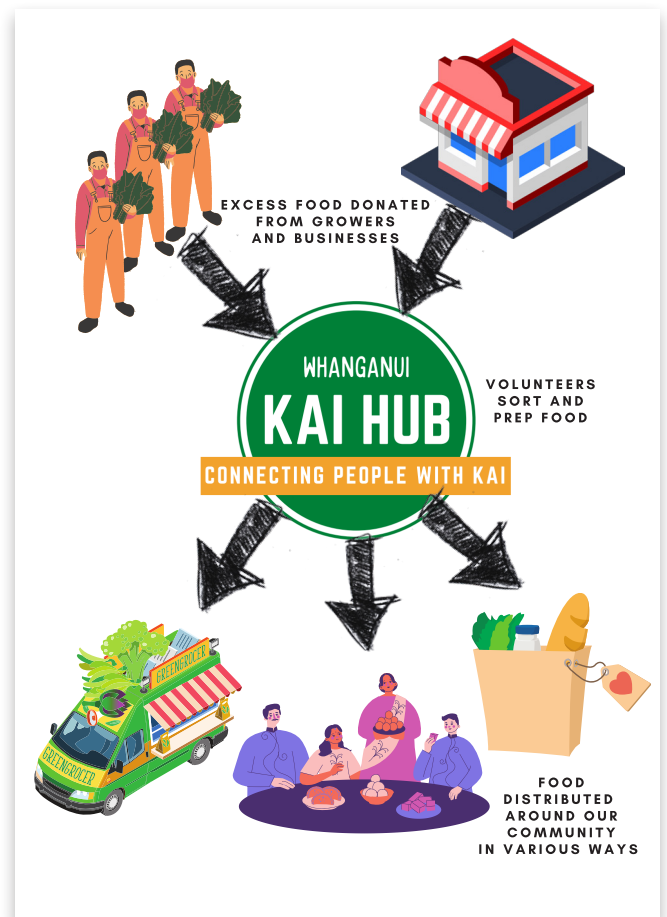 EXCESS FOOD DONATED
FROM GROWERS
AND BUSINESSES
WHANGANUI
KAI HUB
CONNECTING PEOPLE WITH KAI
VOLUNTEERS
SORT AND
PREP FOOD
GREENGROCER
GREENGROCER
FOOD
DISTRIBUTED
AROUND OUR
COMMUNITY
IN VARIOUS WAYS